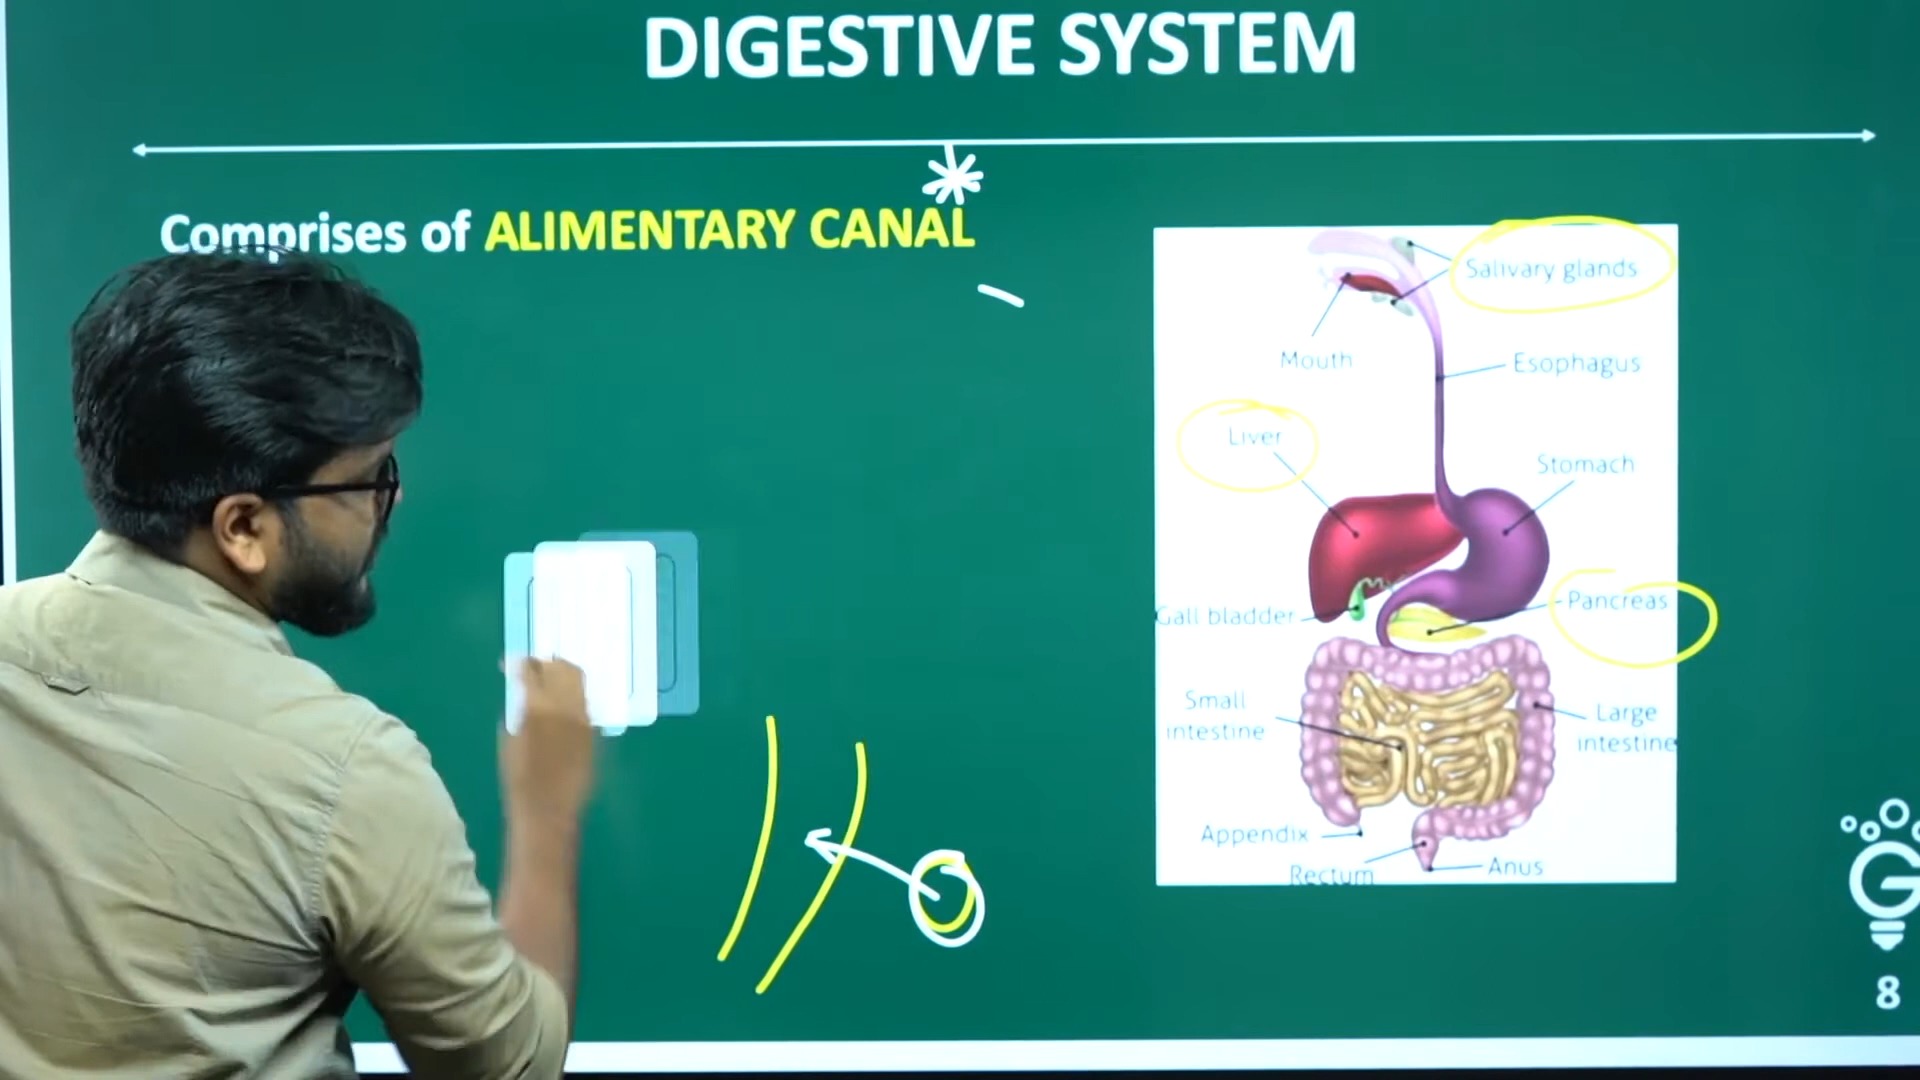 DIGESTIVE SYSTEM
Comprises of ALIMENTARY CANAL
Salivary glands
Mouth
Esophagus
Liver
Stomach
Gall bladder
Pancreas
Small
intestine
Large
intestine
Appendix
Rectum
Anus
8